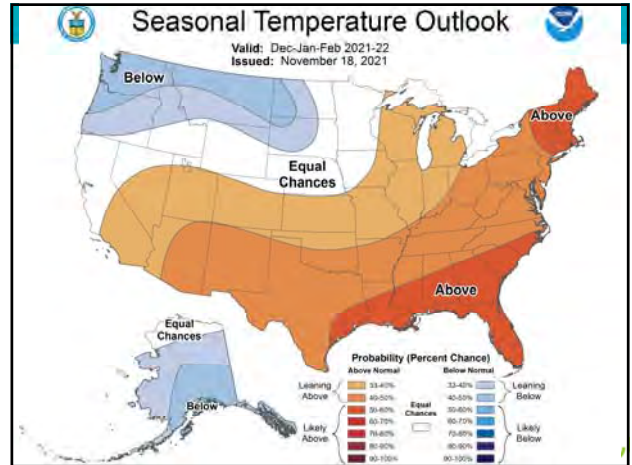 Seasonal Temperature Outlook
Valid: Dec-Jan-Feb 2021-22
Issued: November 18, 2021
Below
Above
Equal
Chances
Above
Equal
Chances
Below
Probability (Percent Chance)
Above Normal
Below Normal
Leaning
Above
33-40%
40-50%
Likely
Above
50-60%
60-70%
70-80%
80-90%
90-100%
Equal
Chances
33-40%
40-50%
Leaning
Below
50-60%
60-70%
70-80%
80-90%
90-100%
Likely
Below